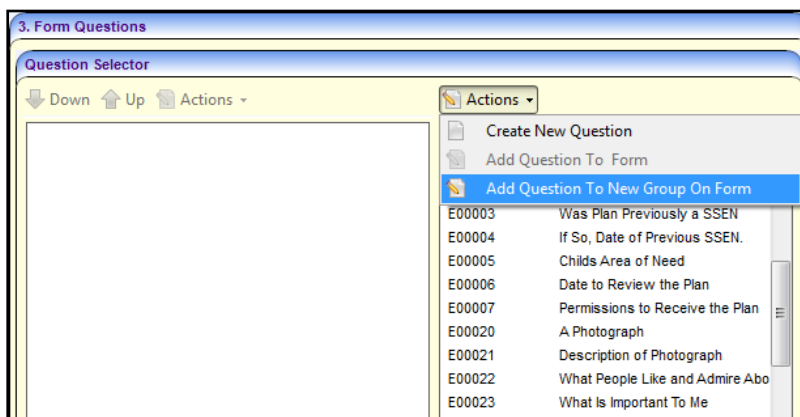 3. Form Questions
Question Selector
Down Up Actions
Actions
Create New Question
Add Question To Form
Add Question To New Group On Form
E00003 Was Plan Previously a SSEN
E00004 If So, Date of Previous SSEN.
E00005 Childs Area of Need
E00006 Date to Review the Plan
E00007 Permissions to Receive the Plan
E00020 A Photograph
E00021 Description of Photograph
E00022 What People Like and Admire Abo
E00023 What Is Important To Me